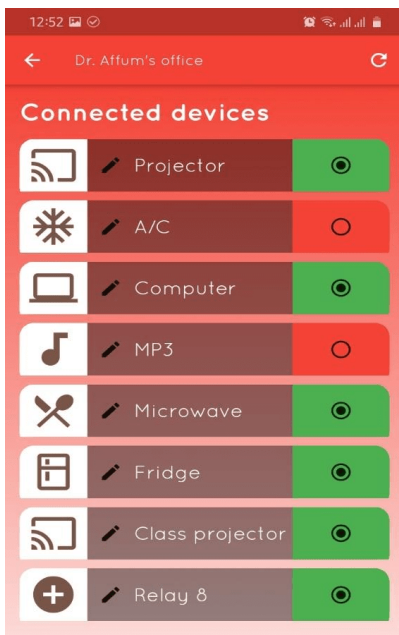 12:52
Dr. Affum's office
Connected devices
Projector
A/C
Computer
MP3
Microwave
Fridge
Class projector
Relay 8